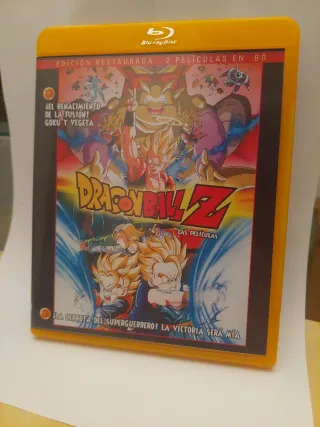 Blu-ray Disc
EDICIÓN RESTAURADA 2 PELÍCULAS EN BD
¡EL RENACIMIENTO
DE LA FUSIÓN!
GOKU Y VEGETA
DRAGON BALL Z
LAS PELÍCULAS
¡LA DERROTA DEL SUPERGUERRERO! LA VICTORIA SERÁ MÍA